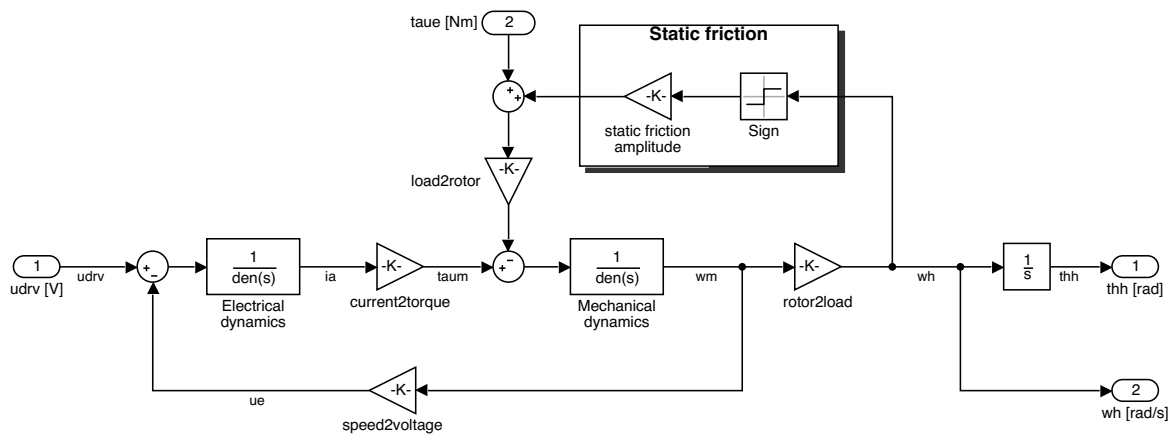 taue [Nm]
2
Static friction
+
+
-K-
static friction
amplitude
Sign
-K-
load2rotor
1
udrv [V]
udrv
+
−
1
den(s)
Electrical
dynamics
ia
-K-
current2torque
taum
+
−
1
den(s)
Mechanical
dynamics
wm
-K-
rotor2load
wh
1
s
thh
1
thh [rad]
ue
-K-
speed2voltage
2
wh [rad/s]